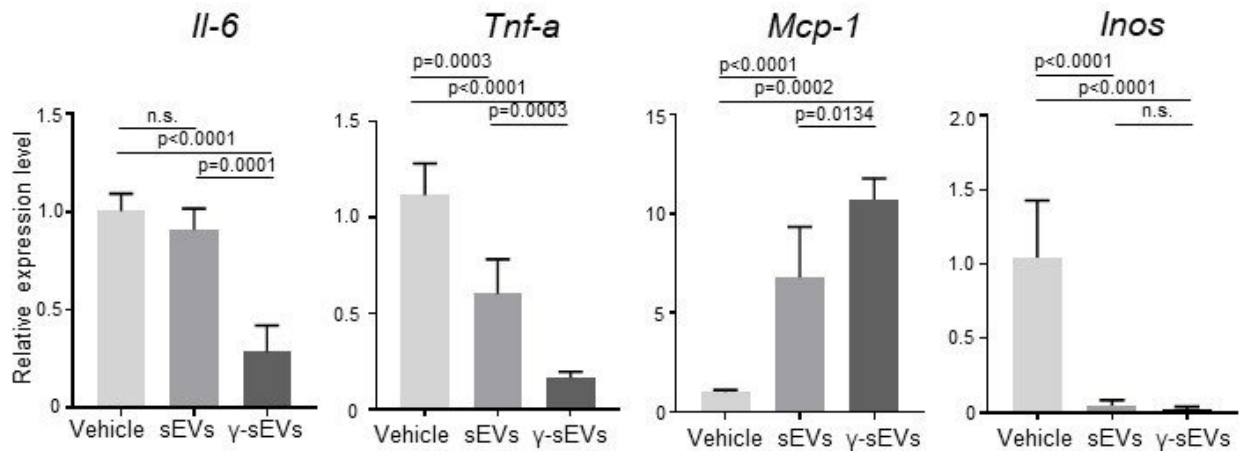 Il-6
Tnf-a
Mcp-1
Inos
Relative expression level
n.s.
p<0.0001
p=0.0001
1.5
1.0
0.5
0
Vehicle sEVs γ-sEVs
p=0.0003
p<0.0001
p=0.0003
1.5
1.0
0.5
0
Vehicle sEVs γ-sEVs
p<0.0001
p=0.0002
p=0.0134
15
10
5
0
Vehicle sEVs γ-sEVs
p<0.0001
p<0.0001
n.s.
2.0
1.5
1.0
0.5
0
Vehicle sEVs γ-sEVs